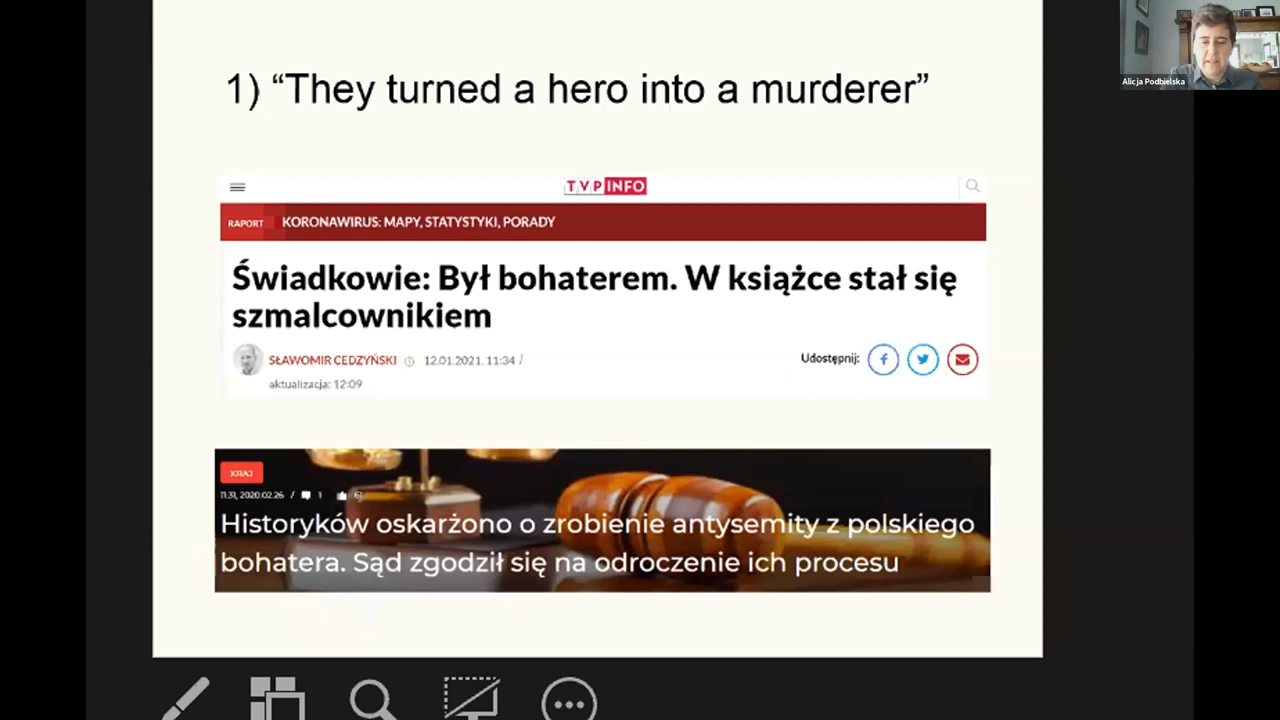 Alicja Podbielska
1) “They turned a hero into a murderer”
TVP INFO
RAPORT KORONAWIRUS: MAPY, STATYSTYKI, PORADY
Świadkowie: Był bohaterem. W książce stał się
szmalcownikiem
SŁAWOMIR CEDZYŃSKI 12.01.2021, 11:34 /
aktualizacja: 12:09
Udostępnij:
KRAJ
11:31, 2020.02.26 / 1
Historyków oskarżono o zrobienie antysemity z polskiego
bohatera. Sąd zgodził się na odroczenie ich procesu